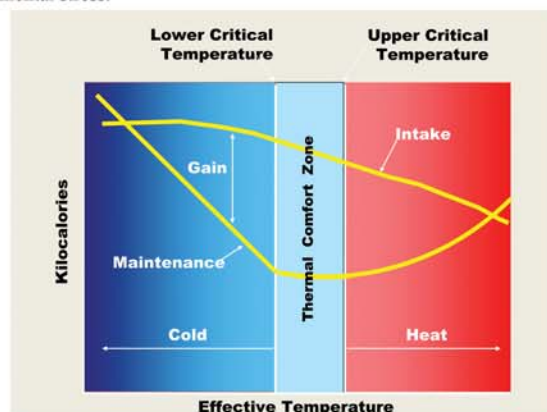 Lower Critical
Temperature
Upper Critical
Temperature
Intake
Gain
Thermal Comfort Zone
Kilocalories
Maintenance
Cold
Heat
Effective Temperature